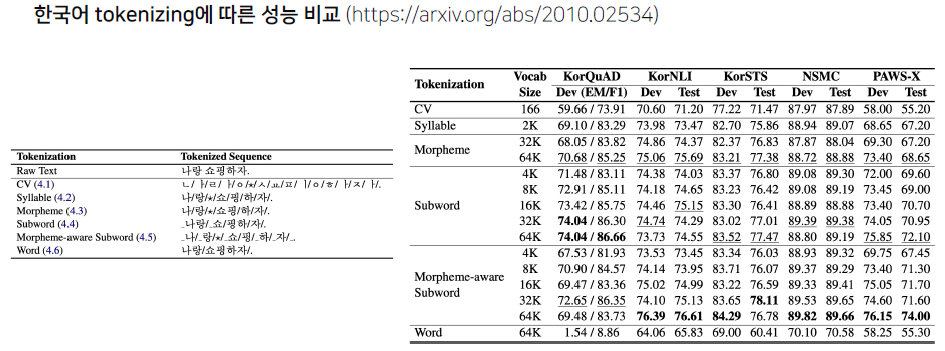 한국어 tokenizing에 따른 성능 비교 (https://arxiv.org/abs/2010.02534)
Tokenization Tokenized Sequence
Raw Text 나랑 쇼핑하자.
CV (4.1) ㄴ/ㅏ/ㄹ/ㅏ/ㅇ/⋆/ㅅ/ㅛ/ㅍ/ㅣ/ㅇ/ㅎ/ㅏ/ㅈ/ㅏ/.
Syllable (4.2) 나/랑/⋆/쇼/핑/하/자/.
Morpheme (4.3) 나/랑/⋆/쇼핑/하/자/.
Subword (4.4) _나랑/_쇼/핑하/자/.
Morpheme-aware Subword (4.5) _나/_랑/⋆/_쇼/핑/_하/_자/_.
Word (4.6) 나랑/쇼핑하자/.
Tokenization Vocab Size KorQuAD KorNLI KorSTS NSMC PAWS-X
Dev (EM/F1) Dev Test Dev Test Dev Test Dev Test
CV 166 59.66 / 73.91 70.60 71.20 77.22 71.47 87.97 87.89 58.00 55.20
Syllable 2K 69.10 / 83.29 73.98 73.47 82.70 75.86 88.94 89.07 68.65 67.20
Morpheme 32K 68.05 / 83.82 74.86 74.37 82.37 76.83 87.87 88.04 69.30 67.20
64K 70.68 / 85.25 75.06 75.69 83.21 77.38 88.72 88.88 73.40 68.65
Subword 4K 71.48 / 83.11 74.38 74.03 83.37 76.80 89.08 89.30 72.00 69.60
8K 72.91 / 85.11 74.18 74.65 83.23 76.42 89.08 89.19 73.45 69.00
16K 73.42 / 85.75 74.46 75.15 83.30 76.41 88.89 88.88 73.40 70.70
32K 74.04 / 86.30 74.74 74.29 83.02 77.01 89.39 89.38 74.05 70.95
64K 74.04 / 86.66 73.73 74.55 83.52 77.47 88.80 89.19 75.85 72.10
Morpheme-aware Subword 4K 67.53 / 81.93 73.53 73.45 83.34 76.03 88.93 89.32 69.75 67.45
8K 70.90 / 84.57 74.14 73.95 83.71 76.07 89.37 89.29 73.40 71.30
16K 69.47 / 83.36 75.02 74.99 83.22 76.59 89.33 89.41 75.05 71.70
32K 72.65 / 86.35 74.10 75.13 83.65 78.11 89.53 89.65 74.60 71.60
64K 69.48 / 83.73 76.39 76.61 84.29 76.78 89.82 89.66 76.15 74.00
Word 64K 1.54 / 8.86 64.06 65.83 69.00 60.41 70.10 70.58 58.25 55.30